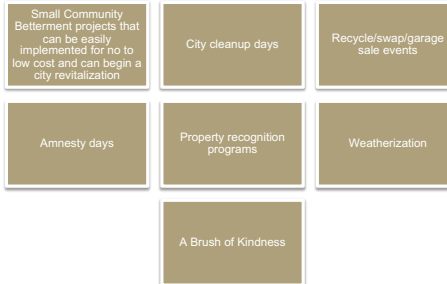 Small Community
Betterment projects that
can be easily
implemented for no to
low cost and can begin a
city revitalization
City cleanup days
Recycle/swap/garage
sale events
Amnesty days
Property recognition
programs
Weatherization
A Brush of Kindness